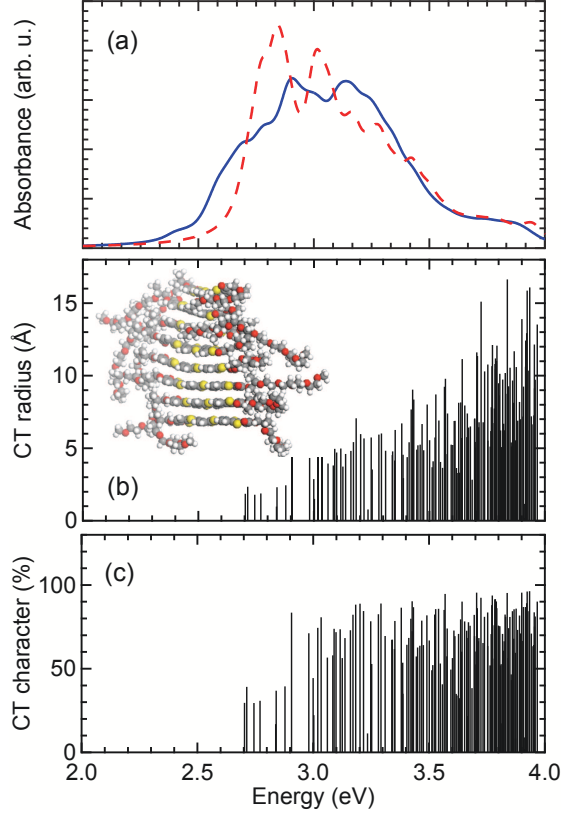 (a)
Absorbance (arb. u.)
15
10
5
0
CT radius (Å)
(b)
(c)
100
50
0
CT character (%)
2.0 2.5 3.0 3.5 4.0
Energy (eV)